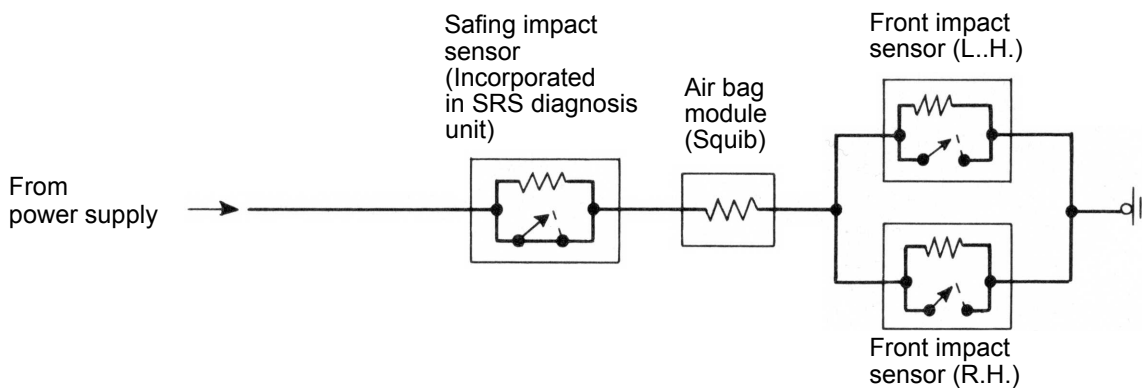 Safing impact
sensor
(Incorporated
in SRS diagnosis
unit)
Air bag
module
(Squib)
Front impact
sensor (L..H.)
From
power supply
Front impact
sensor (R.H.)